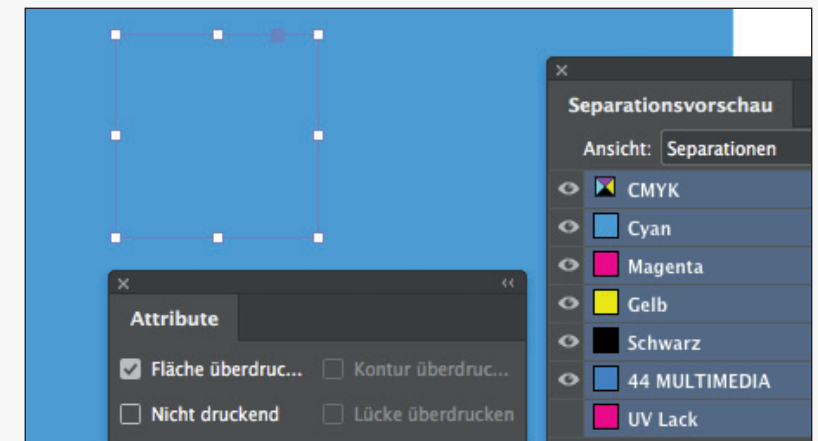 Separationsvorschau
Ansicht: Separationen
CMYK
Cyan
Magenta
Gelb
Schwarz
44 MULTIMEDIA
UV Lack
Attribute
Fläche überdruc... Kontur überdruc...
Nicht druckend Lücke überdrucken